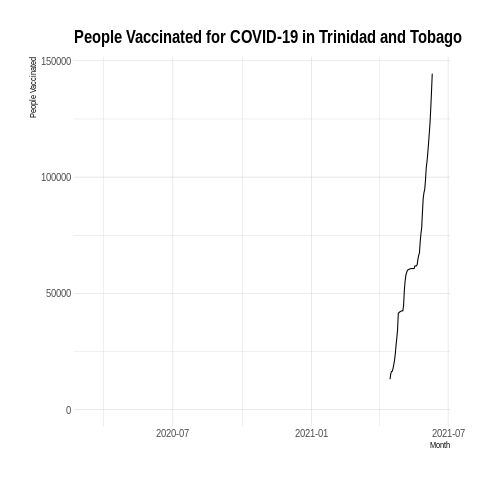 People Vaccinated for COVID-19 in Trinidad and Tobago
People Vaccinated
150000
100000
50000
0
2020-07
2021-01
2021-07
Month